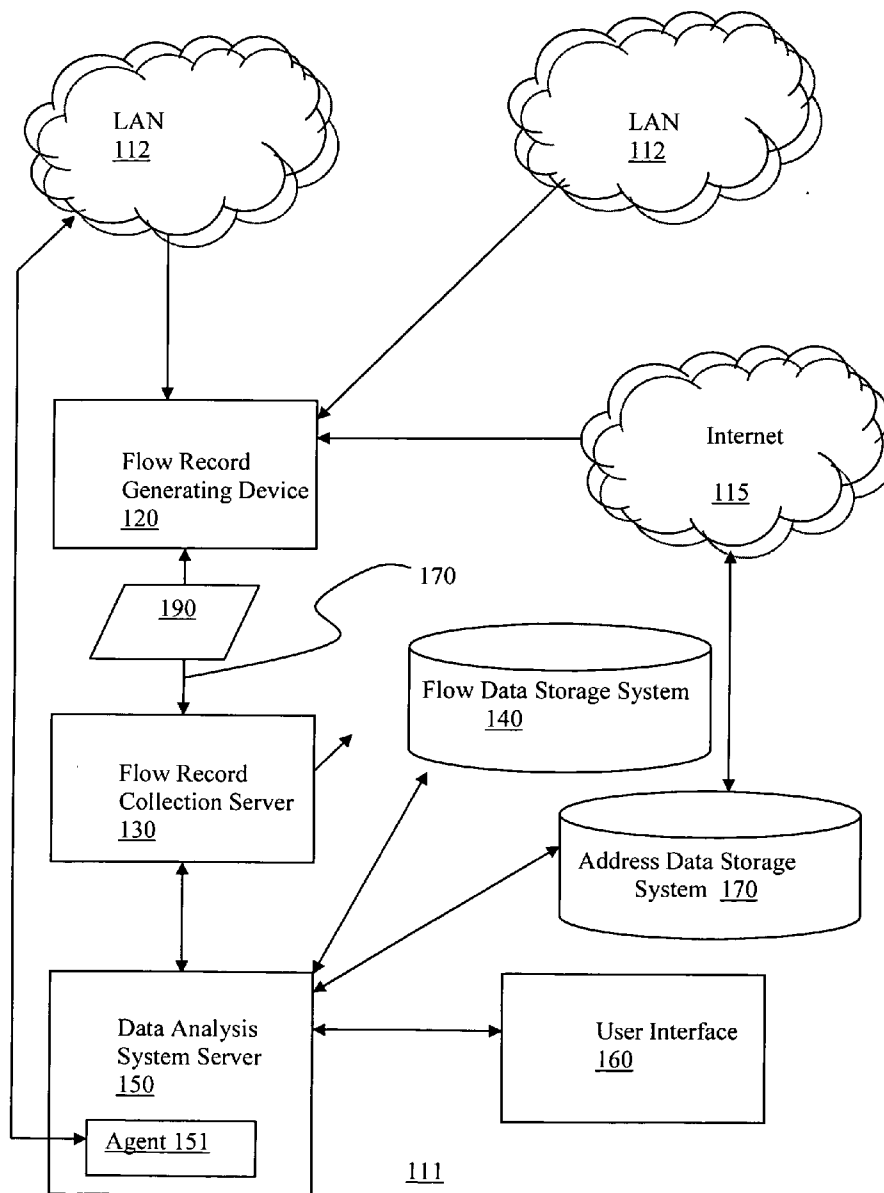 LAN
112
LAN
112
Internet
115
Flow Record
Generating Device
120
190
170
Flow Data Storage System
140
Flow Record
Collection Server
130
Address Data Storage
System 170
Data Analysis
System Server
150
User Interface
160
Agent 151
111